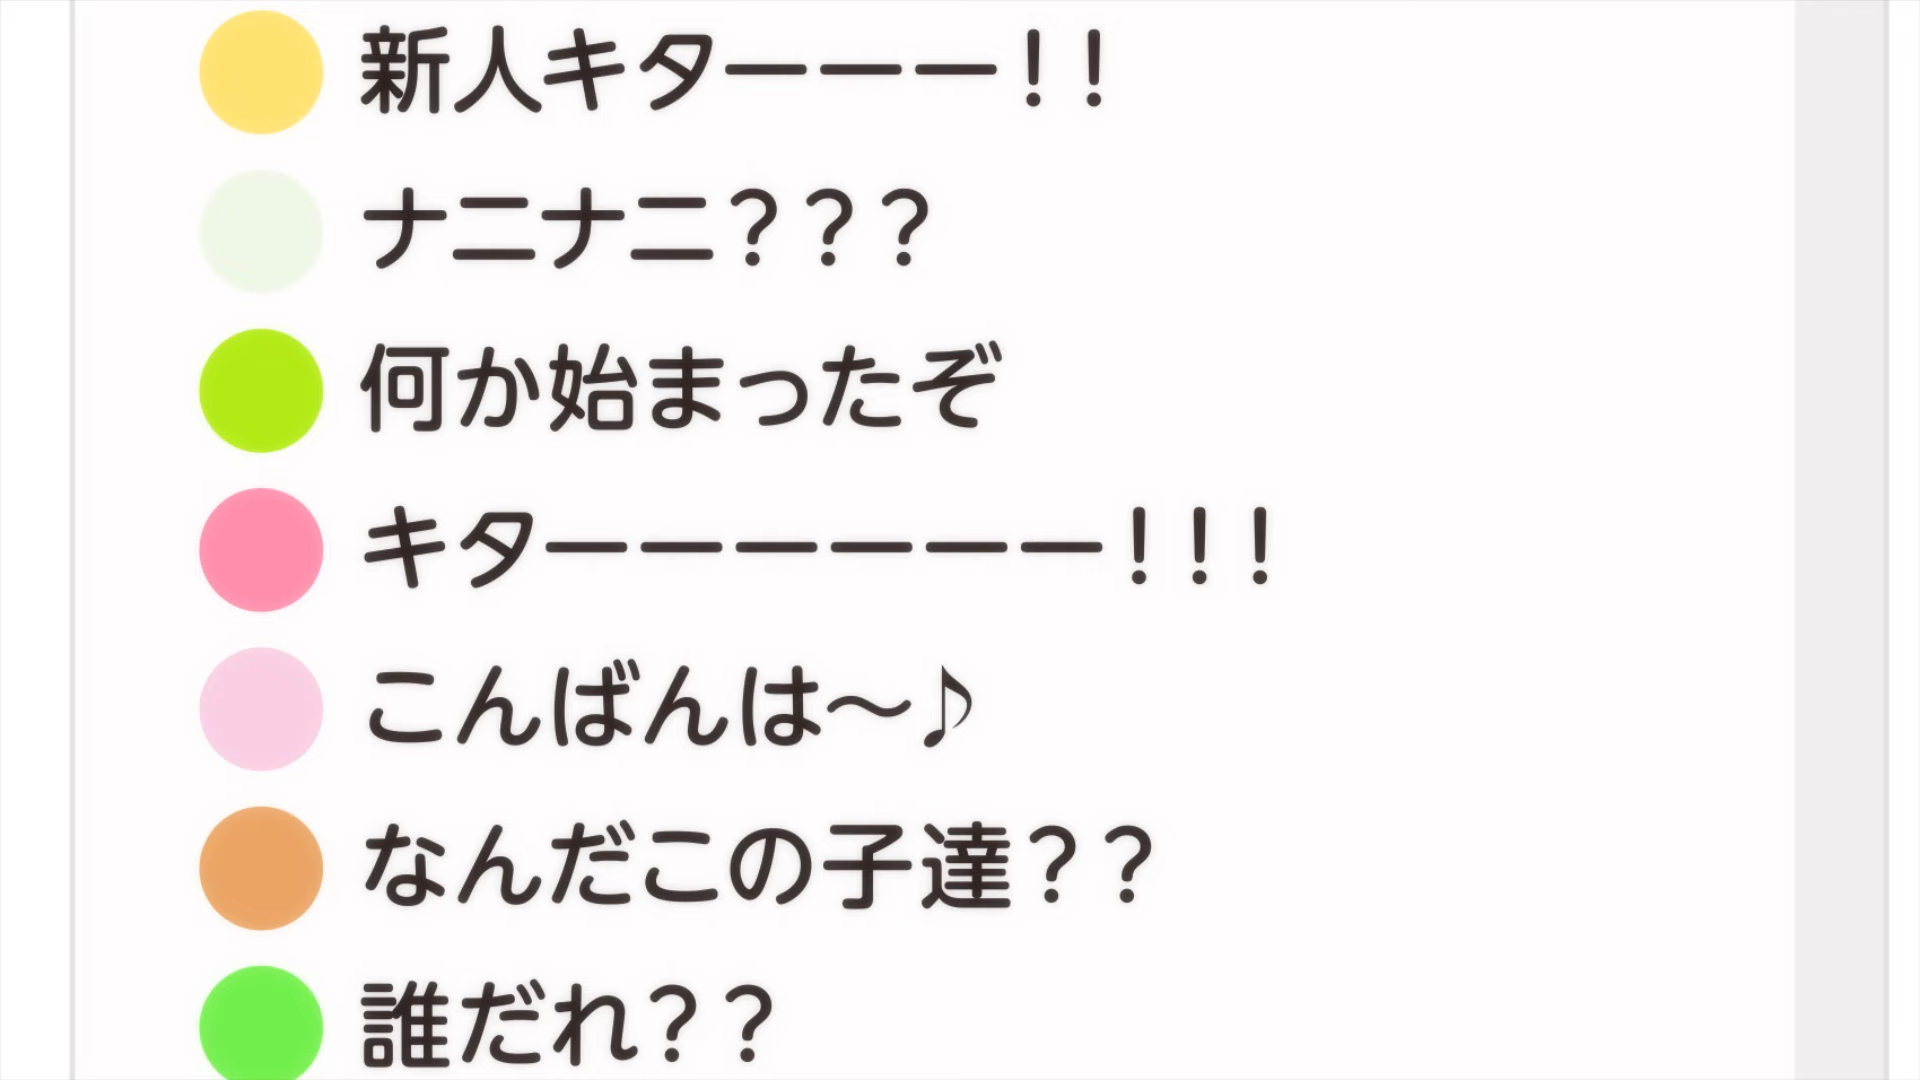 新人キターーー！！
ナニナニ？？？
何か始まったぞ
キターーーーーー！！！
こんばんは～♪
なんだこの子達？？
誰だれ？？